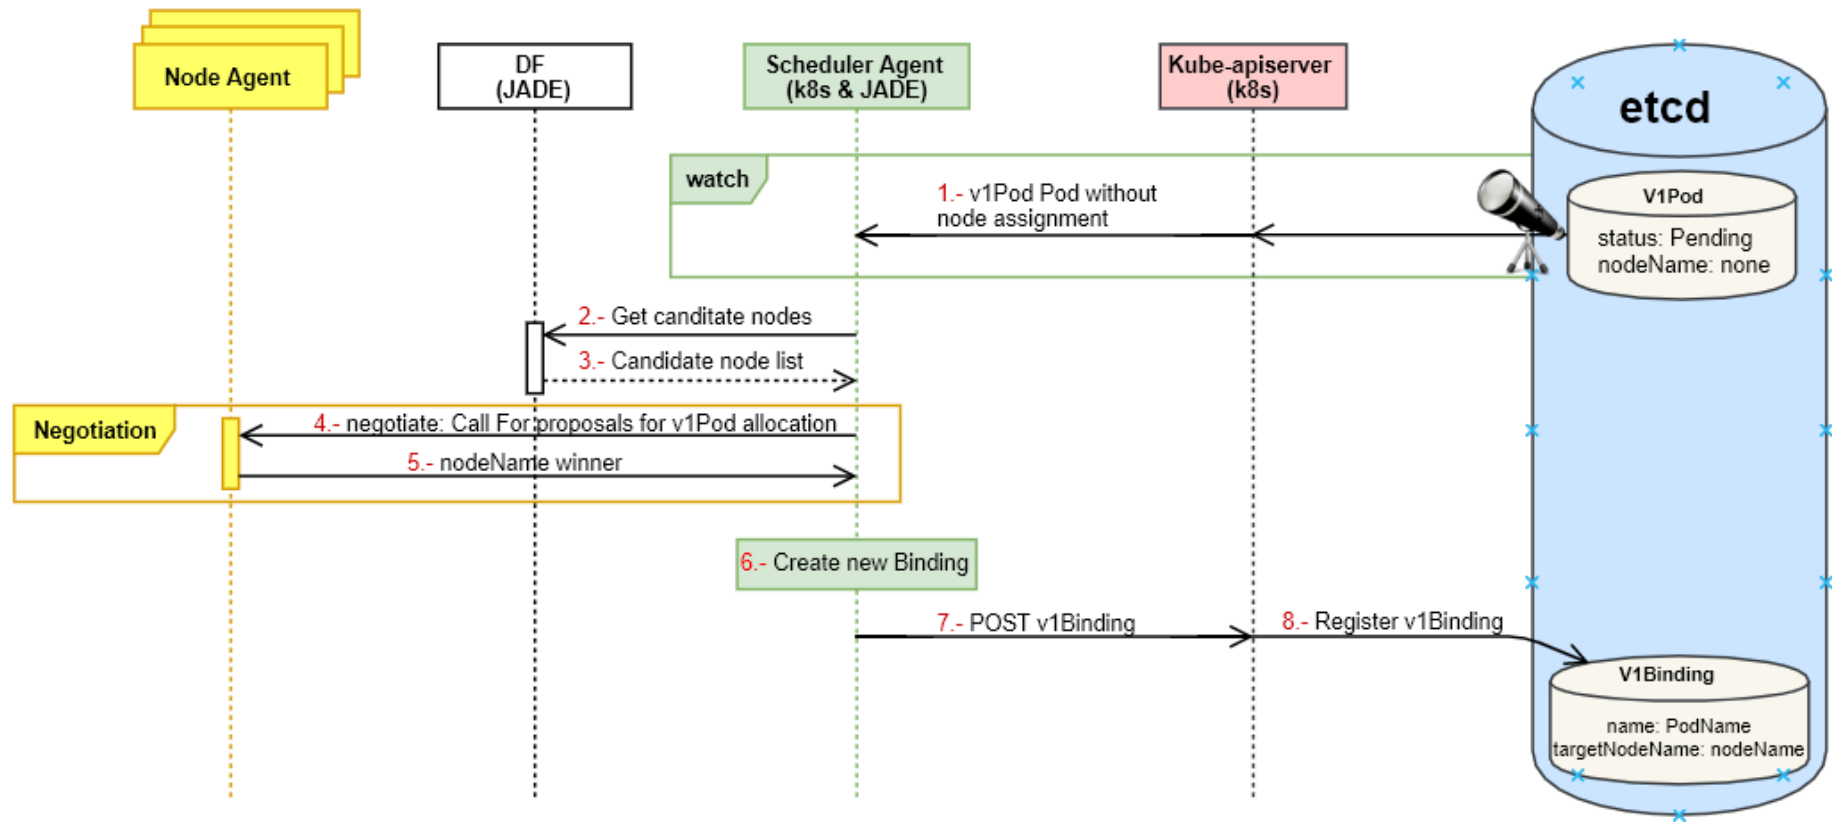 Node Agent
DF
(JADE)
Scheduler Agent
(k8s & JADE)
Kube-apiserver
(k8s)
etcd
watch
1.- v1Pod Pod without
node assignment
V1Pod
status: Pending
nodeName: none
2.- Get canditate nodes
3.- Candidate node list
Negotiation
4.- negotiate: Call For proposals for v1Pod allocation
5.- nodeName winner
6.- Create new Binding
7.- POST v1Binding
8.- Register v1Binding
V1Binding
name: PodName
targetNodeName: nodeName